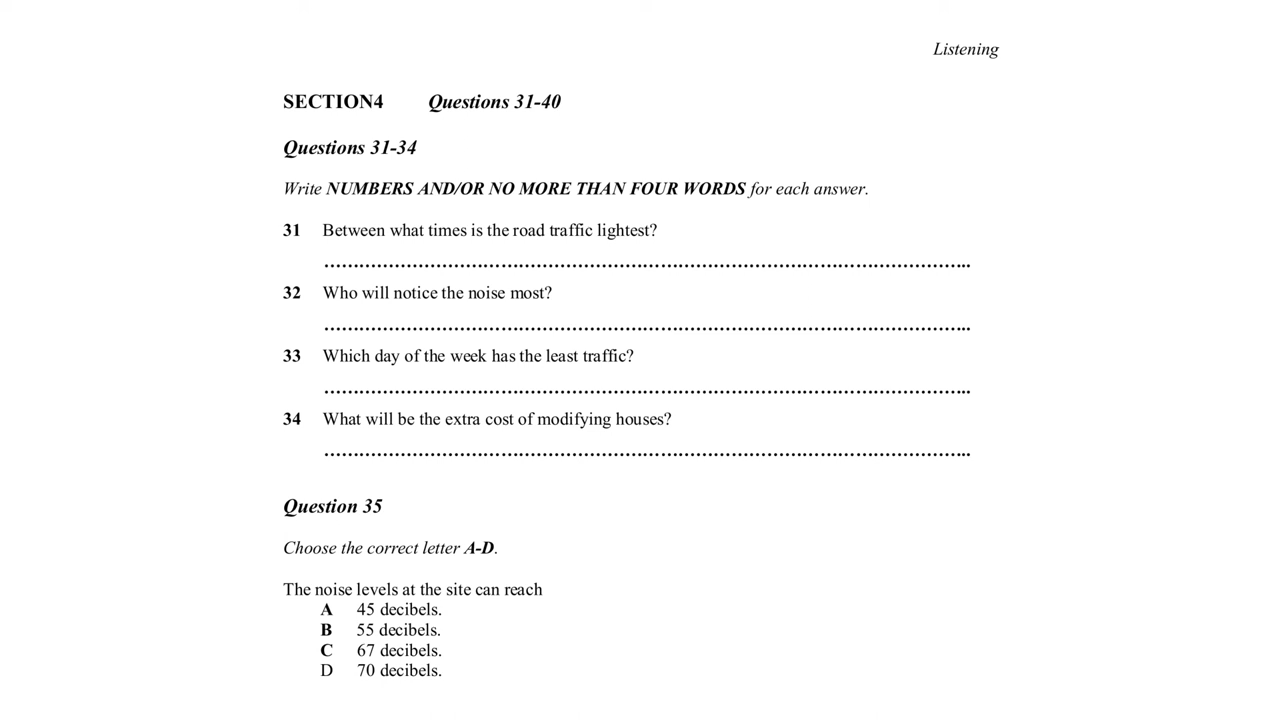 Listening
SECTION4 Questions 31-40
Questions 31-34
Write NUMBERS AND/OR NO MORE THAN FOUR WORDS for each answer.
31 Between what times is the road traffic lightest?
……………………………………………………………………………………………..
32 Who will notice the noise most?
……………………………………………………………………………………………..
33 Which day of the week has the least traffic?
……………………………………………………………………………………………..
34 What will be the extra cost of modifying houses?
……………………………………………………………………………………………..
Question 35
Choose the correct letter A-D.
The noise levels at the site can reach
A 45 decibels.
B 55 decibels.
C 67 decibels.
D 70 decibels.